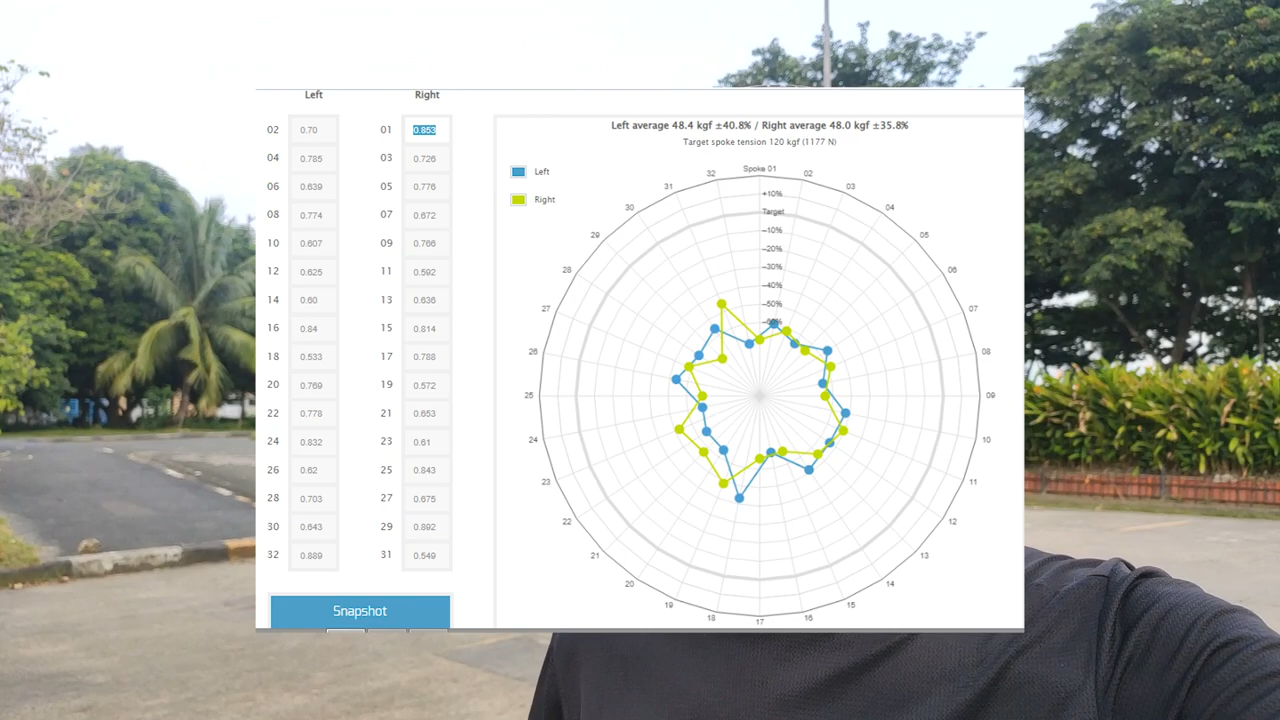 Left Right
02 0.70 01 0.853
04 0.785 03 0.726
06 0.639 05 0.776
08 0.774 07 0.672
10 0.607 09 0.766
12 0.625 11 0.592
14 0.60 13 0.636
16 0.84 15 0.814
18 0.533 17 0.788
20 0.769 19 0.572
22 0.778 21 0.653
24 0.832 23 0.61
26 0.62 25 0.843
28 0.703 27 0.675
30 0.643 29 0.892
32 0.889 31 0.549
Snapshot
Left average 48.4 kgf ±40.8% / Right average 48.0 kgf ±35.8%
Target spoke tension 120 kgf (1177 N)
Left
Right
Spoke 01
02
03
04
05
06
07
08
09
10
11
12
13
14
15
16
17
18
19
20
21
22
23
24
25
26
27
28
29
30
31
32
+10%
Target
−10%
−20%
−30%
−40%
−50%
−60%